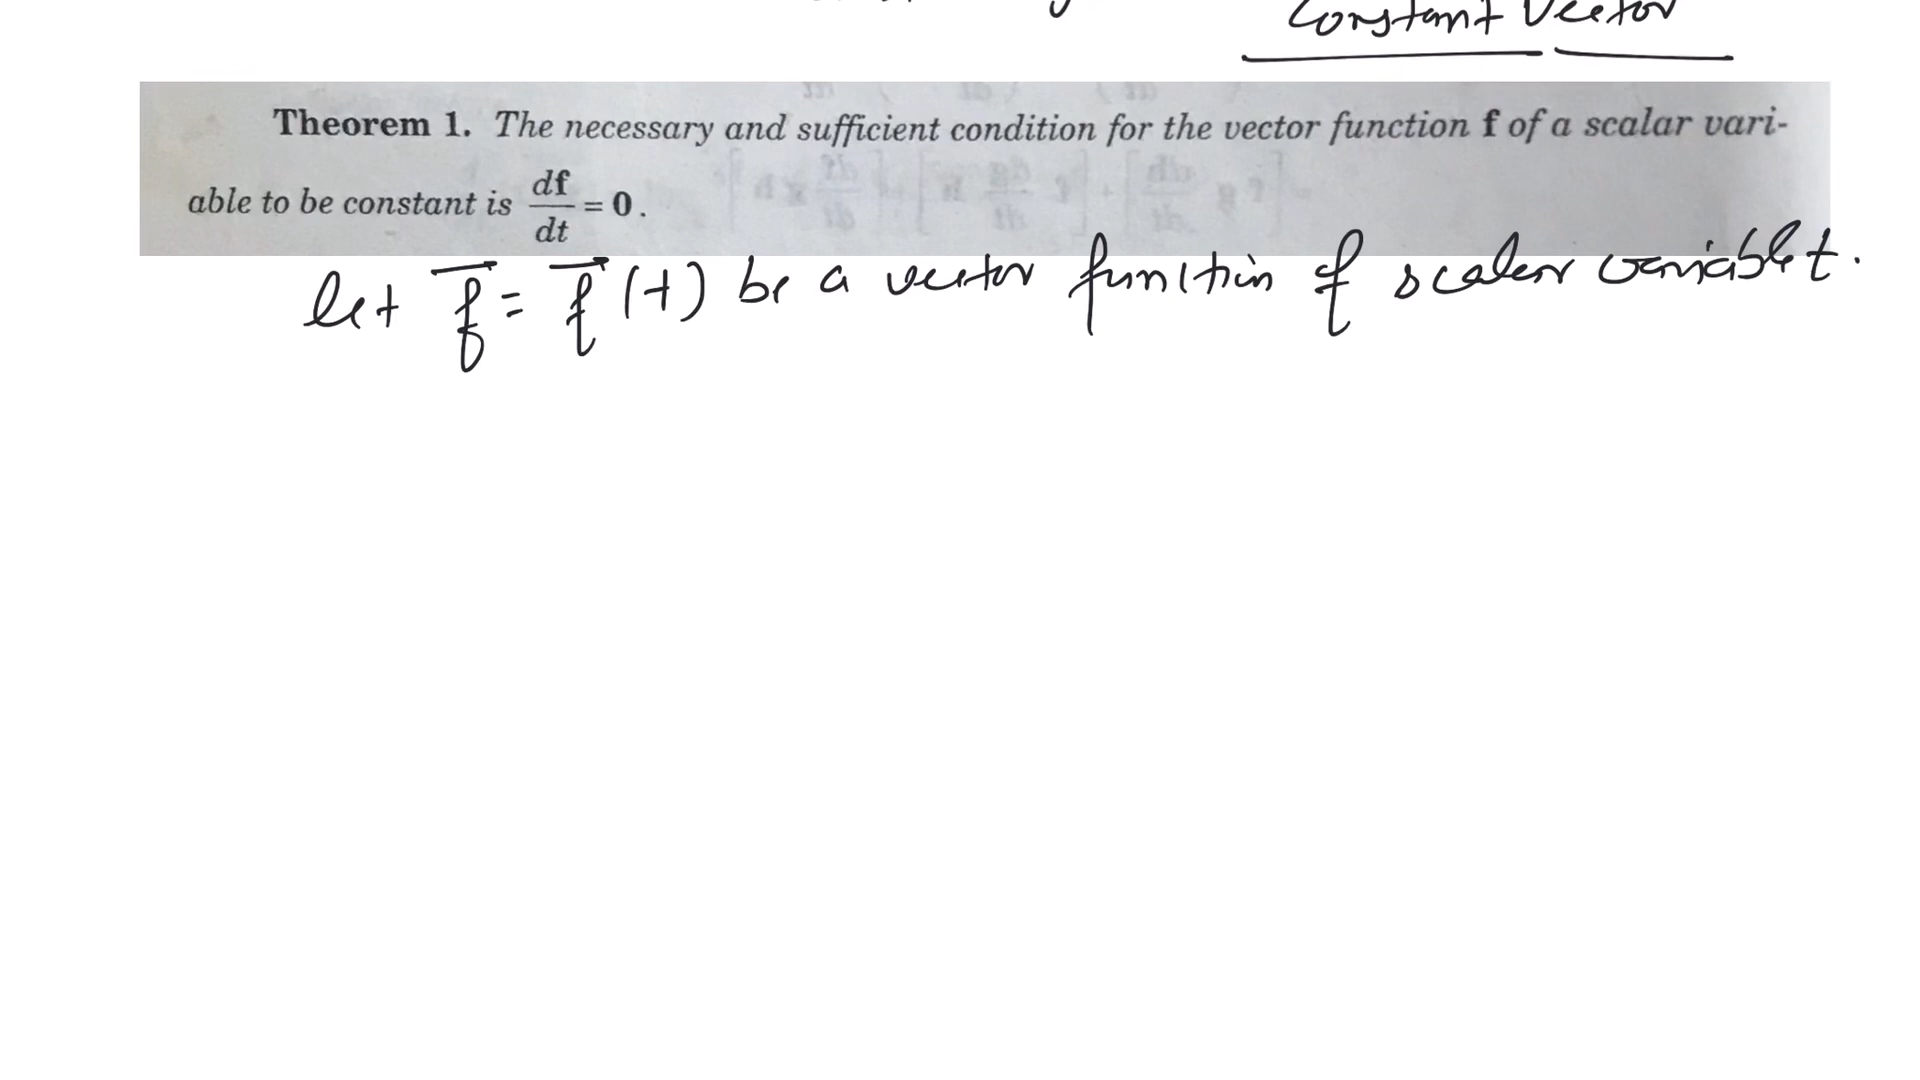 Constant Vector
Theorem 1. The necessary and sufficient condition for the vector function f of a scalar vari-
able to be constant is df/dt = 0.
let f⃗ = f⃗(t) be a vector function of scalar variable t.